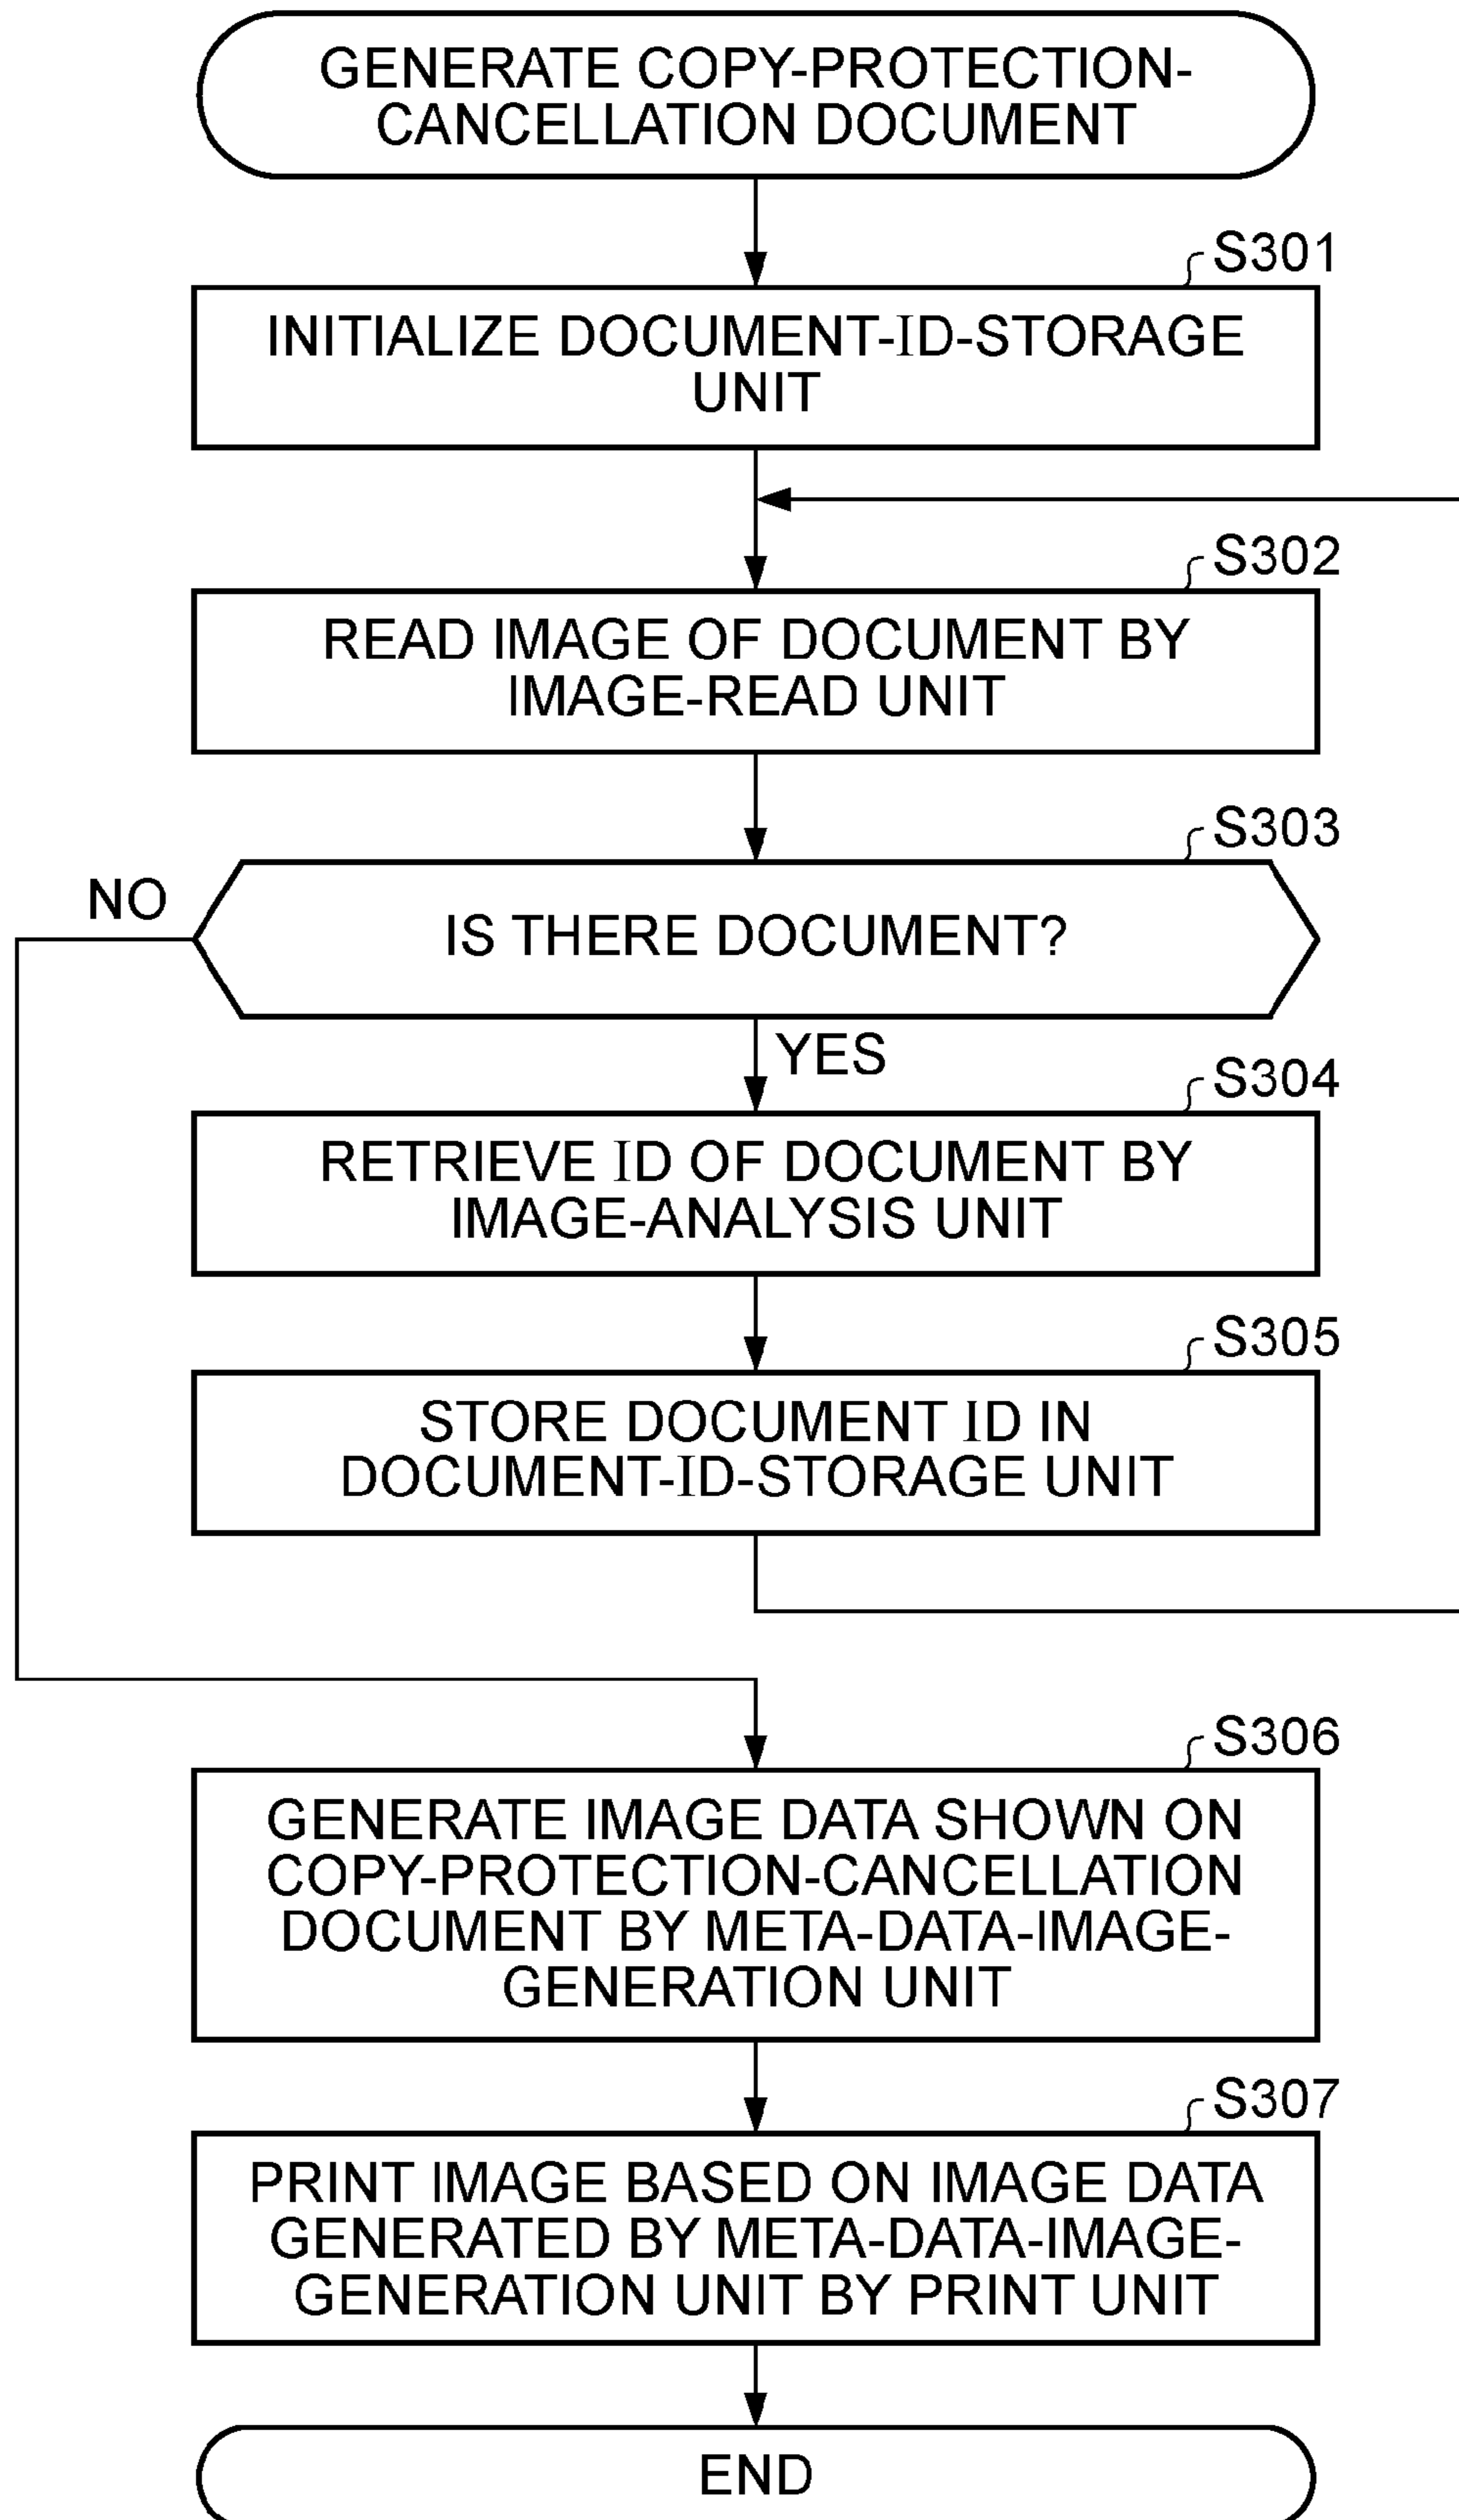 GENERATE COPY-PROTECTION-
CANCELLATION DOCUMENT
S301
INITIALIZE DOCUMENT-ID-STORAGE
UNIT
S302
READ IMAGE OF DOCUMENT BY
IMAGE-READ UNIT
S303
NO
IS THERE DOCUMENT?
YES
S304
RETRIEVE ID OF DOCUMENT BY
IMAGE-ANALYSIS UNIT
S305
STORE DOCUMENT ID IN
DOCUMENT-ID-STORAGE UNIT
S306
GENERATE IMAGE DATA SHOWN ON
COPY-PROTECTION-CANCELLATION
DOCUMENT BY META-DATA-IMAGE-
GENERATION UNIT
S307
PRINT IMAGE BASED ON IMAGE DATA
GENERATED BY META-DATA-IMAGE-
GENERATION UNIT BY PRINT UNIT
END